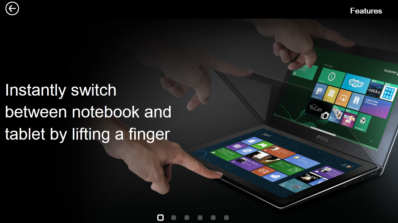 Features
Instantly switch
between notebook and
tablet by lifting a finger